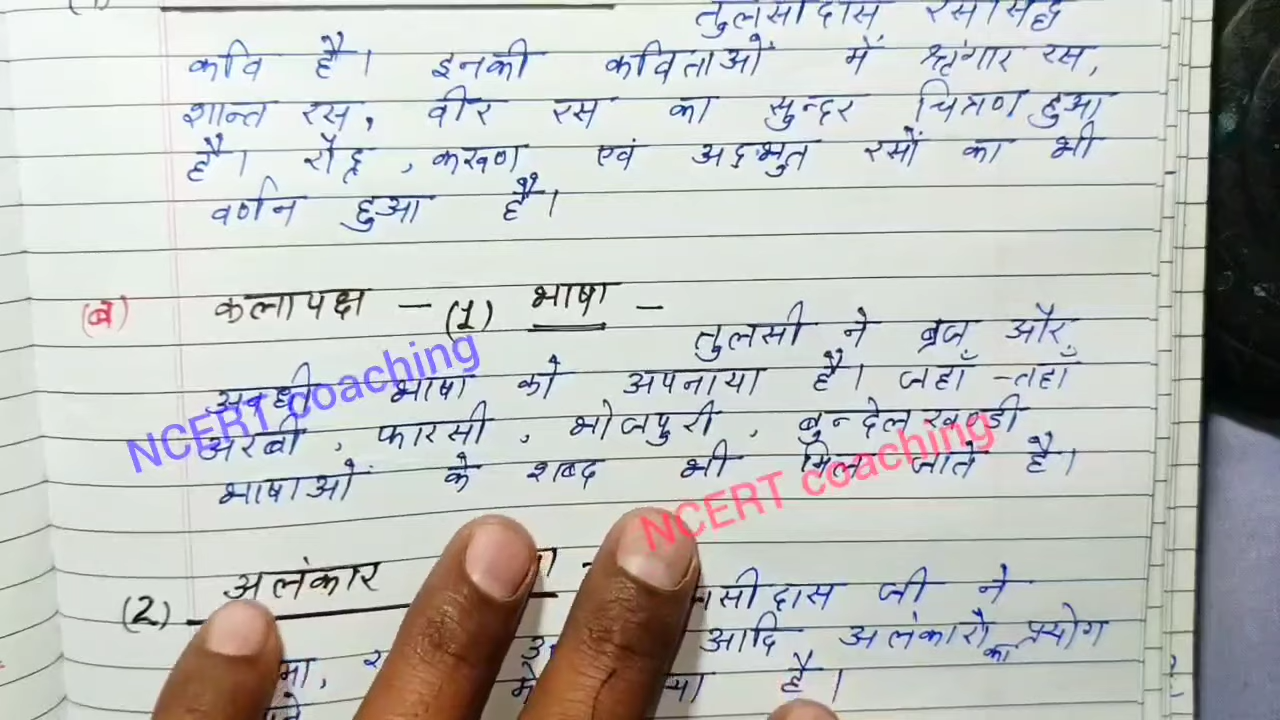 तुलसीदास रससिद्ध
कवि है। इनकी कविताओं में श्रृंगार रस,
शान्त रस, वीर रस का सुन्दर चित्रण हुआ
है। रौद्र, करुण एवं अद्भुत रसों का भी
वर्णन हुआ है।
(ब) कलापक्ष - (1) भाषा -
तुलसी ने ब्रज और
अवधी भाषा को अपनाया है। जहाँ-तहाँ
अरबी, फारसी, भोजपुरी, बुन्देलखण्डी
भाषाओं के शब्द भी मिल जाते है।
NCERT coaching
NCERT coaching
(2) अलंकार -
जी ने
आदि अलंकारों का प्रयोग
है।